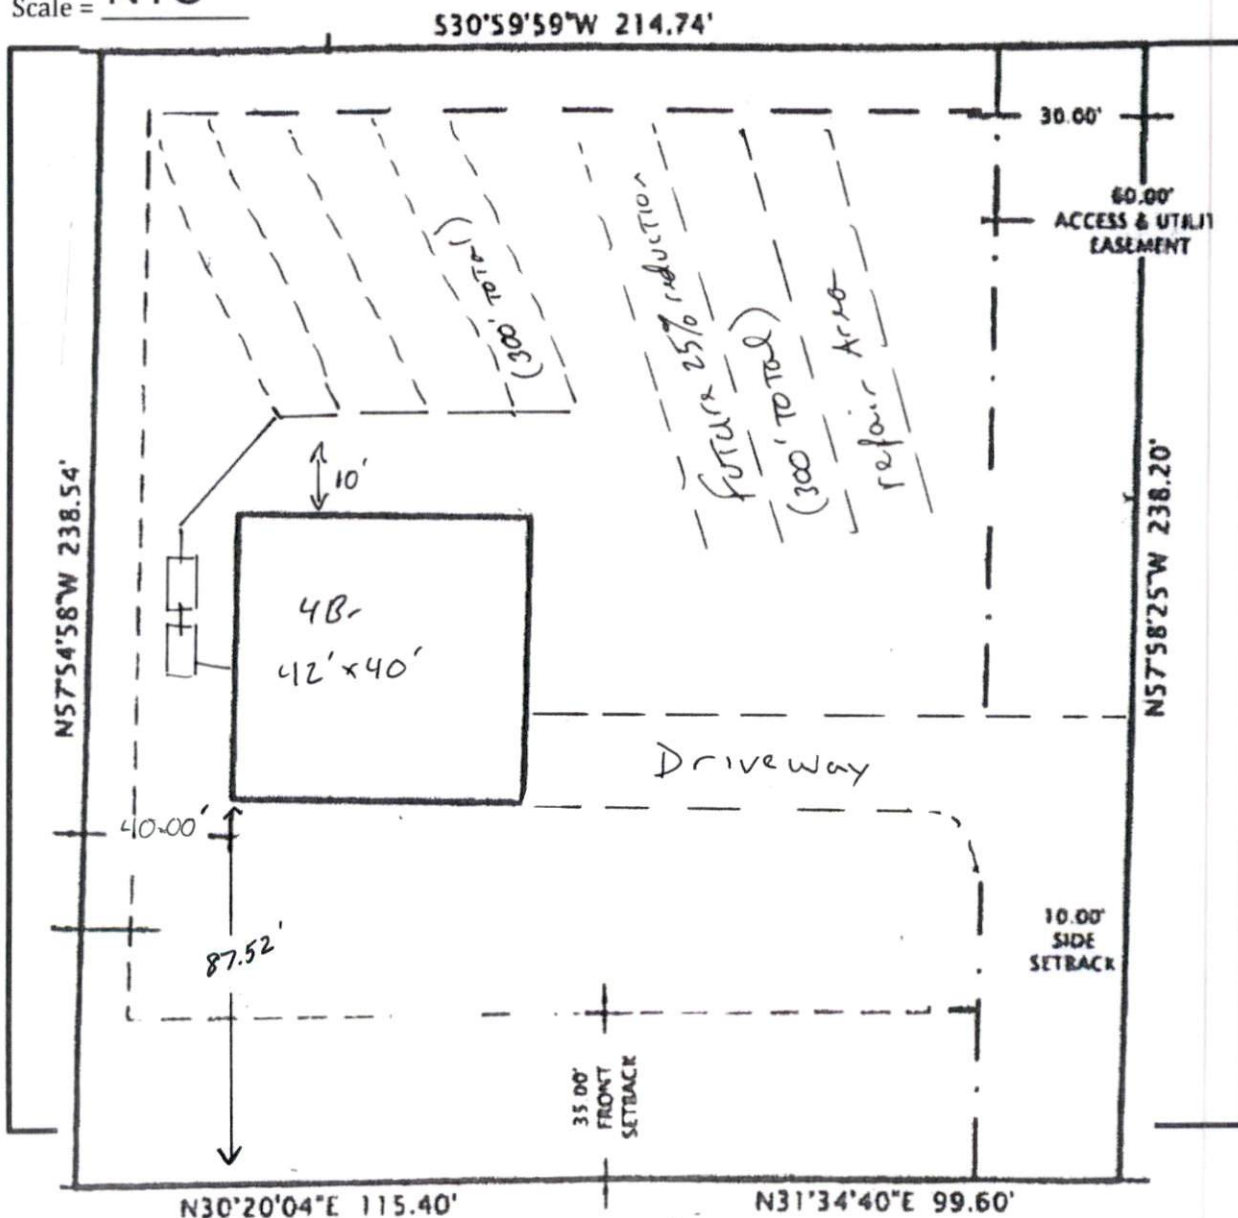 Scale = NTS
S30°59'59"W 214.74'
30.00'
60.00'
ACCESS & UTILIT
EASEMENT
(300' TOTal)
FUTURE 25% reduction
(300' TOTal)
repair Area
10'
N57°54'58"W 238.54'
N57°58'25"W 238.20'
4Br
42' x 40'
Driveway
40.00'
87.52'
10.00'
SIDE
SETBACK
35.00'
FRONT
SETBACK
N30°20'04"E 115.40'
N31°34'40"E 99.60'